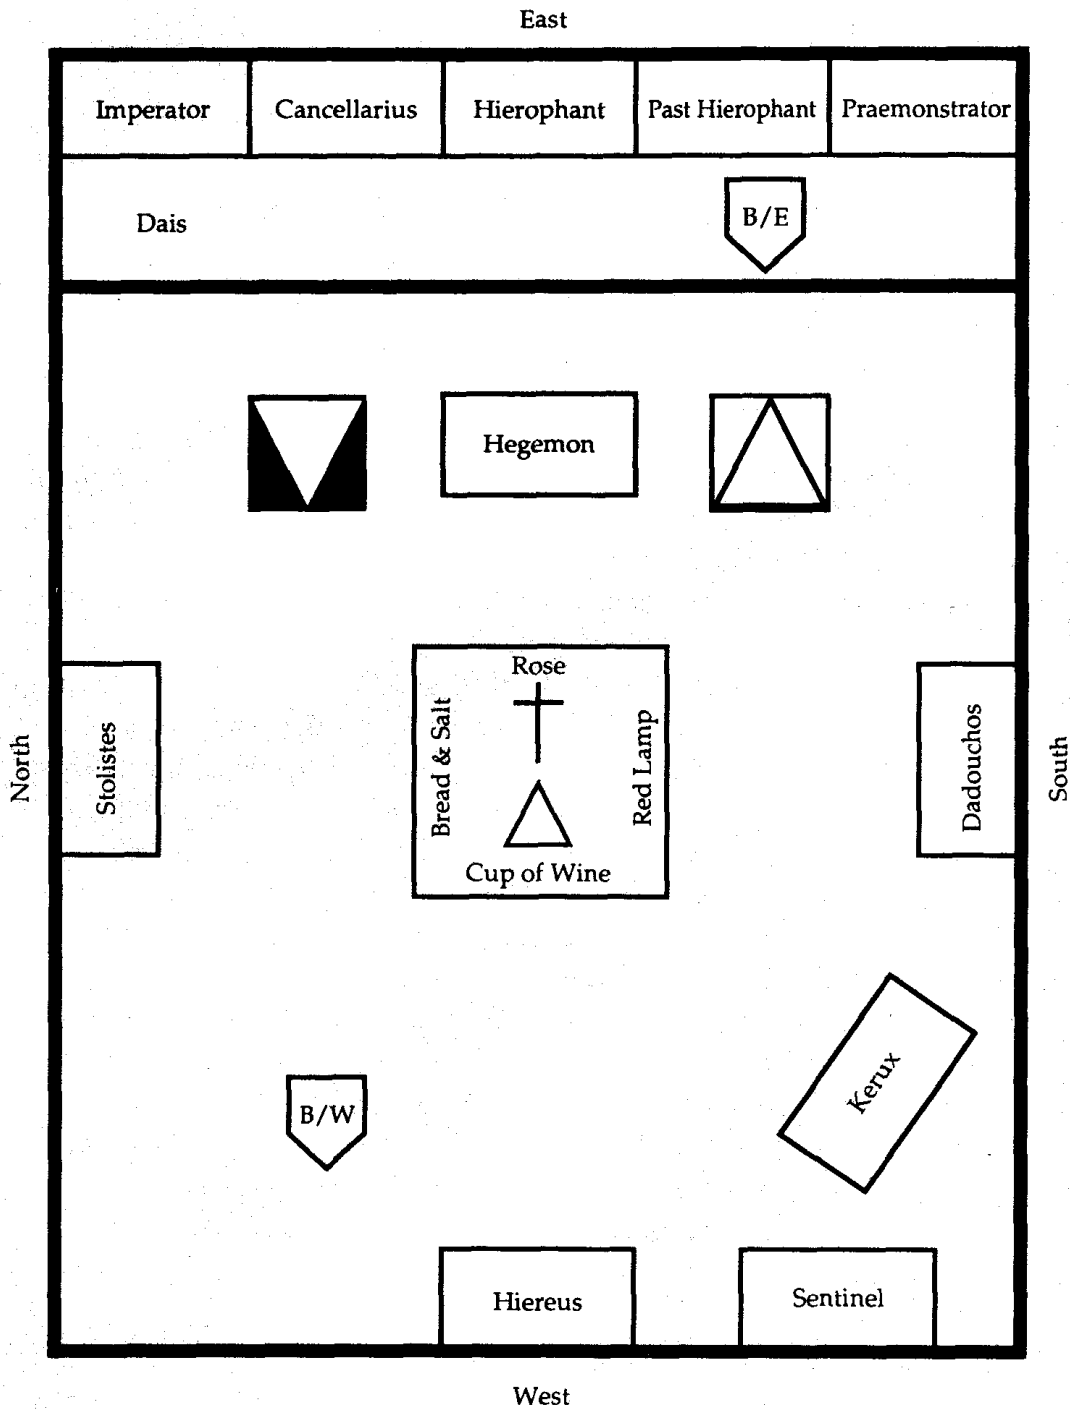 East
Imperator
Cancellarius
Hierophant
Past Hierophant
Praemonstrator
Dais
B/E
Hegemon
North
Stolistes
Rose
Bread & Salt
Red Lamp
Cup of Wine
Dadouchos
South
Kerux
B/W
Hiereus
Sentinel
West